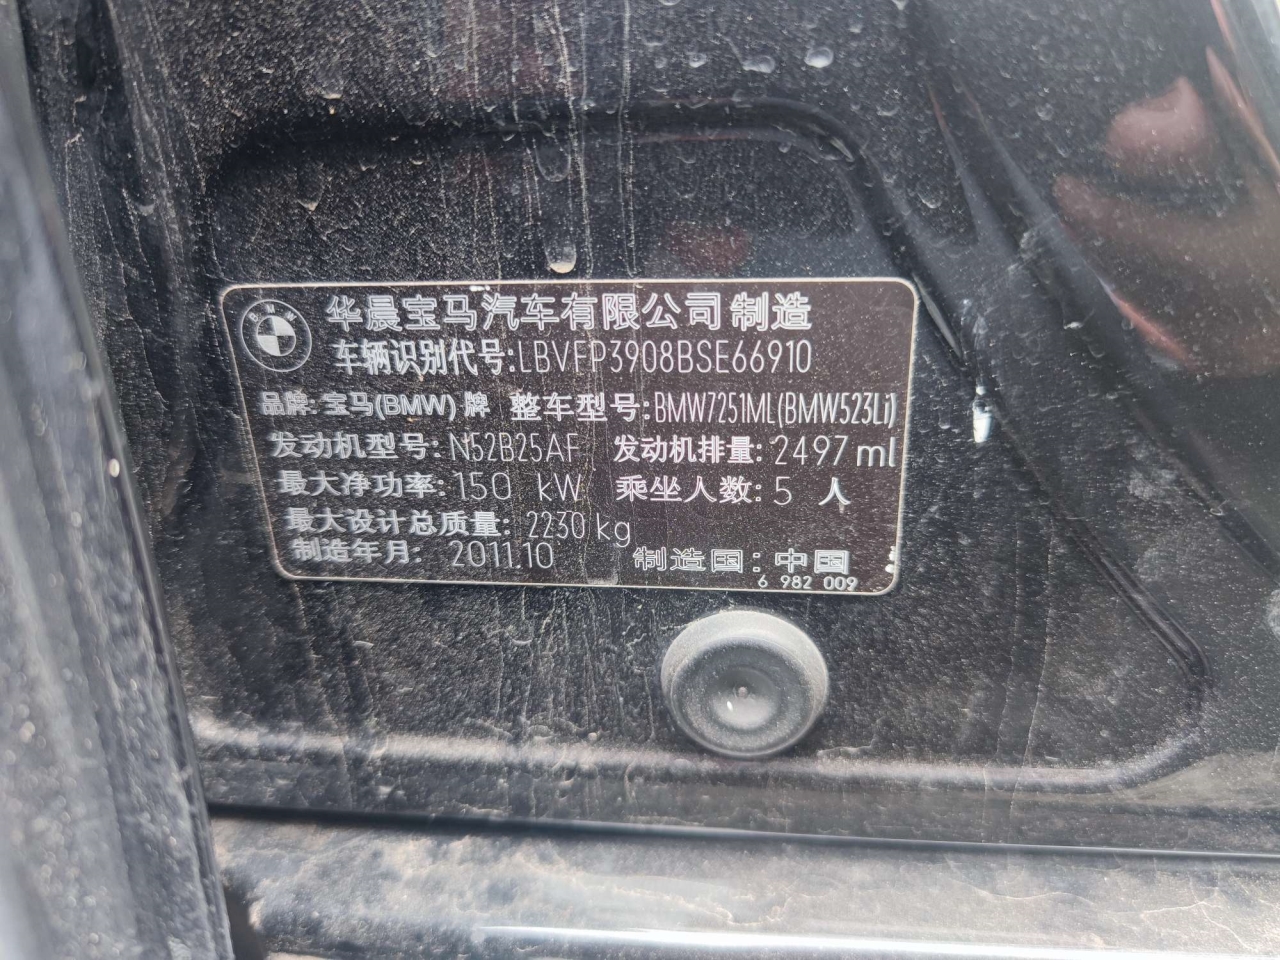 BMW
华晨宝马汽车有限公司制造
车辆识别代号:LBVFP3908BSE66910
品牌:宝马(BMW)牌 整车型号:BMW7251ML(BMW523Li)
发动机型号:N52B25AF 发动机排量:2497 ml
最大净功率:150 kW 乘坐人数:5 人
最大设计总质量:2230 kg
制造年月:2011.10 制造国:中国
6 982 009